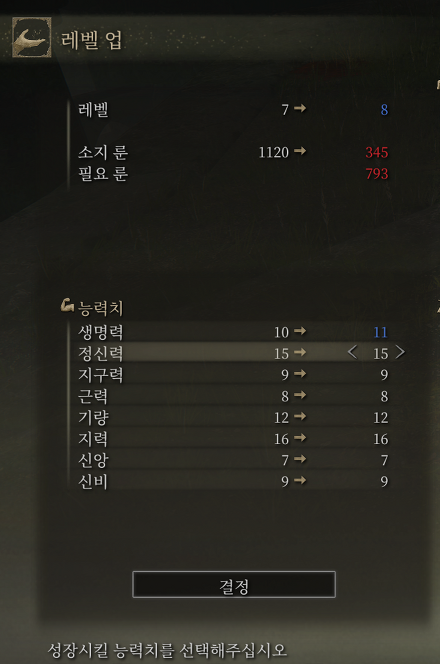 레벨 업
레벨 7 → 8
소지 룬 1120 → 345
필요 룬 793
능력치
생명력 10 → 11
정신력 15 → < 15 >
지구력 9 → 9
근력 8 → 8
기량 12 → 12
지력 16 → 16
신앙 7 → 7
신비 9 → 9
결정
성장시킬 능력치를 선택해주십시오